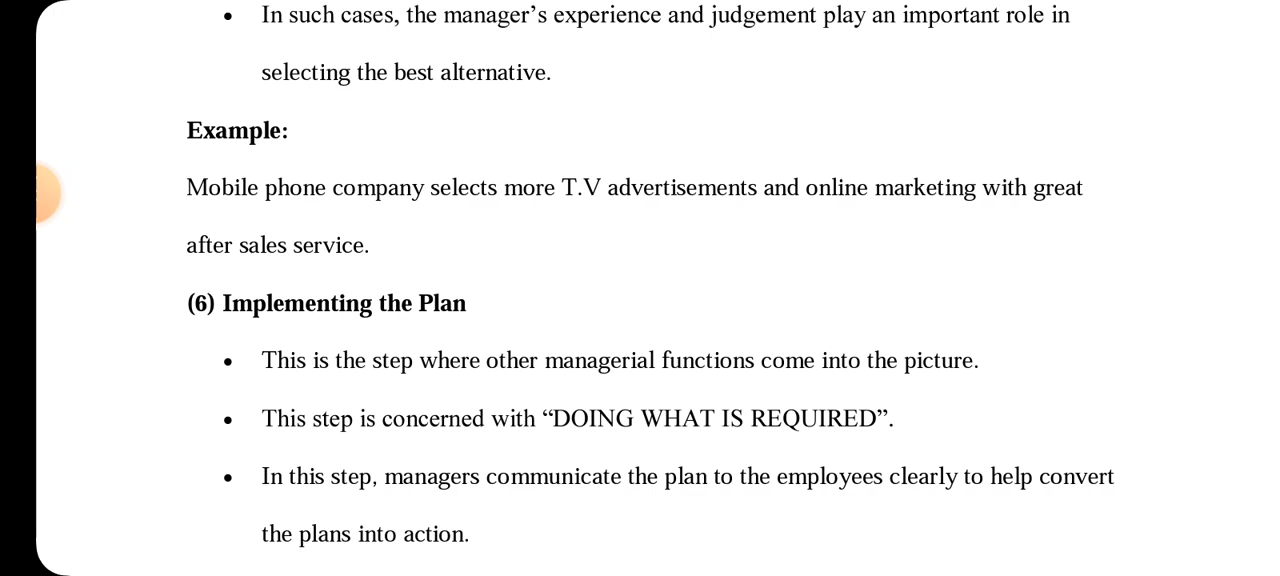 • In such cases, the manager’s experience and judgement play an important role in
selecting the best alternative.
Example:
Mobile phone company selects more T.V advertisements and online marketing with great
after sales service.
(6) Implementing the Plan
• This is the step where other managerial functions come into the picture.
• This step is concerned with “DOING WHAT IS REQUIRED”.
• In this step, managers communicate the plan to the employees clearly to help convert
the plans into action.